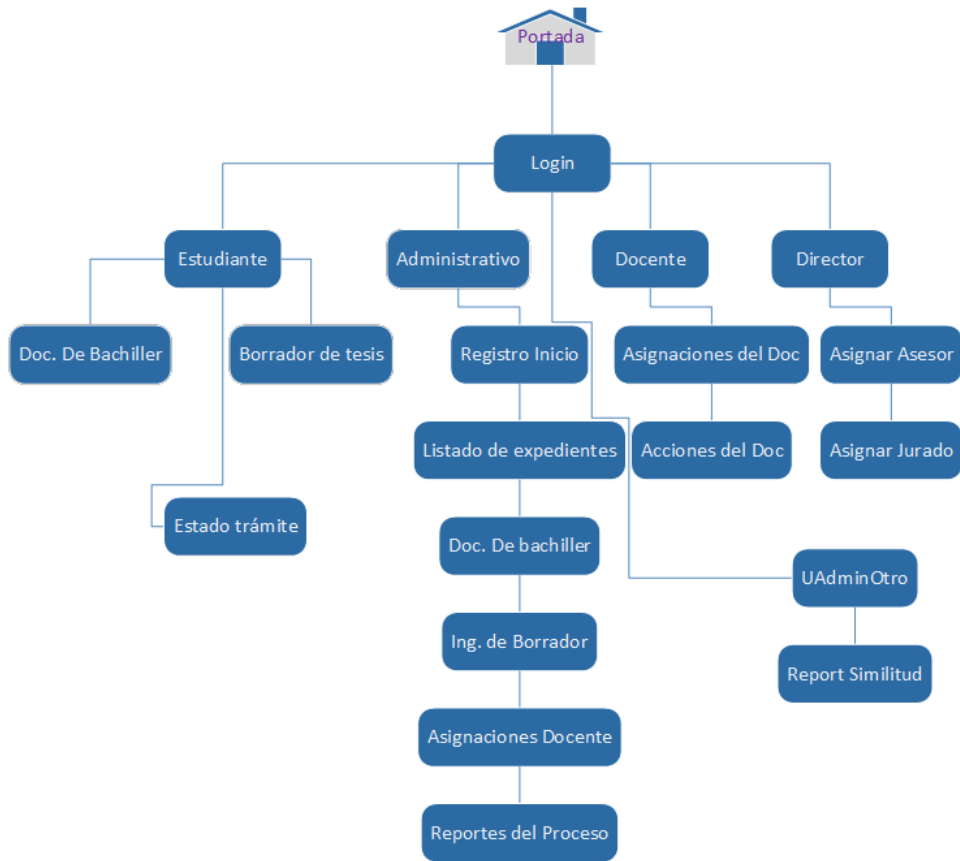 Portada
Login
Estudiante
Administrativo
Docente
Director
Doc. De Bachiller
Borrador de tesis
Registro Inicio
Asignaciones del Doc
Asignar Asesor
Listado de expedientes
Acciones del Doc
Asignar Jurado
Estado trámite
Doc. De bachiller
UAdminOtro
Ing. de Borrador
Report Similitud
Asignaciones Docente
Reportes del Proceso